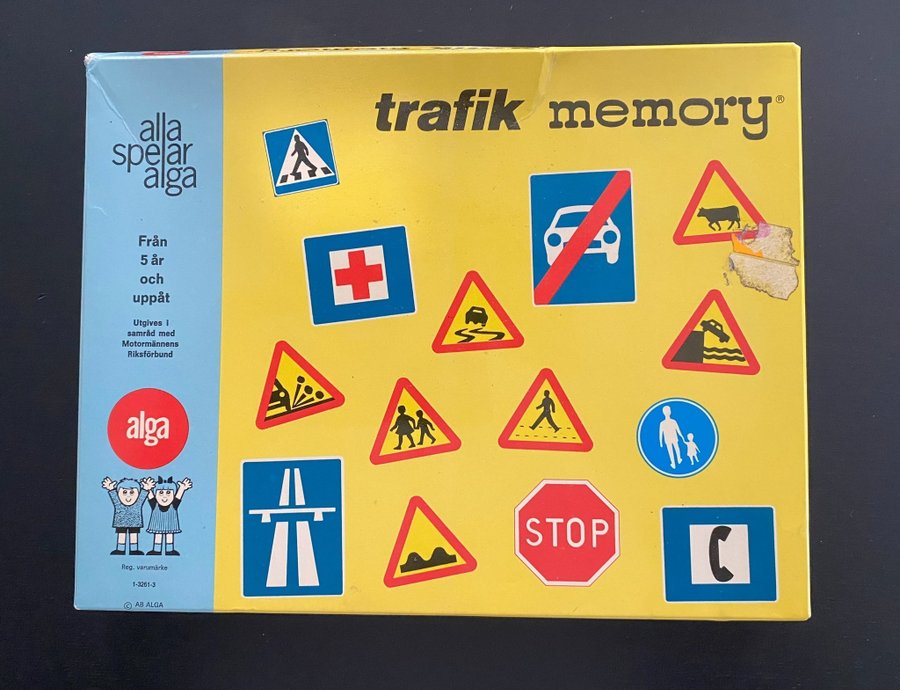 trafik memory®
alla
spelar
alga
Från
5 år
och
uppåt
Utgives i
samråd med
Motormännens
Riksförbund
alga
STOP
Reg. varumärke
1-3261-3
© AB ALGA